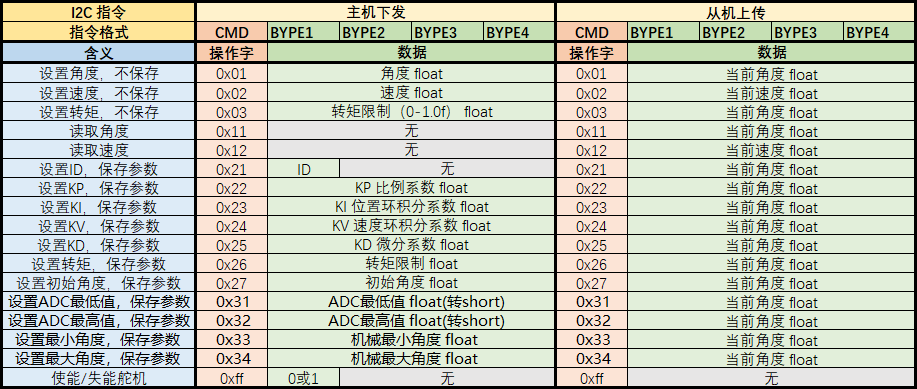 I2C 指令 主机下发 从机上传
指令格式 CMD BYPE1 BYPE2 BYPE3 BYPE4 CMD BYPE1 BYPE2 BYPE3 BYPE4
含义 操作字 数据 操作字 数据
设置角度，不保存 0x01 角度 float 0x01 当前角度 float
设置速度，不保存 0x02 速度 float 0x02 当前速度 float
设置转矩，不保存 0x03 转矩限制（0-1.0f） float 0x03 当前角度 float
读取角度 0x11 无 0x11 当前角度 float
读取速度 0x12 无 0x12 当前速度 float
设置ID，保存参数 0x21 ID 无 0x21 当前角度 float
设置KP，保存参数 0x22 KP 比例系数 float 0x22 当前角度 float
设置KI，保存参数 0x23 KI 位置环积分系数 float 0x23 当前角度 float
设置KV，保存参数 0x24 KV 速度环积分系数 float 0x24 当前角度 float
设置KD，保存参数 0x25 KD 微分系数 float 0x25 当前角度 float
设置转矩，保存参数 0x26 转矩限制 float 0x26 当前角度 float
设置初始角度，保存参数 0x27 初始角度 float 0x27 当前角度 float
设置ADC最低值，保存参数 0x31 ADC最低值 float(转short) 0x31 当前角度 float
设置ADC最高值，保存参数 0x32 ADC最高值 float(转short) 0x32 当前角度 float
设置最小角度，保存参数 0x33 机械最小角度 float 0x33 当前角度 float
设置最大角度，保存参数 0x34 机械最大角度 float 0x34 当前角度 float
使能/失能舵机 0xff 0或1 无 0xff 无